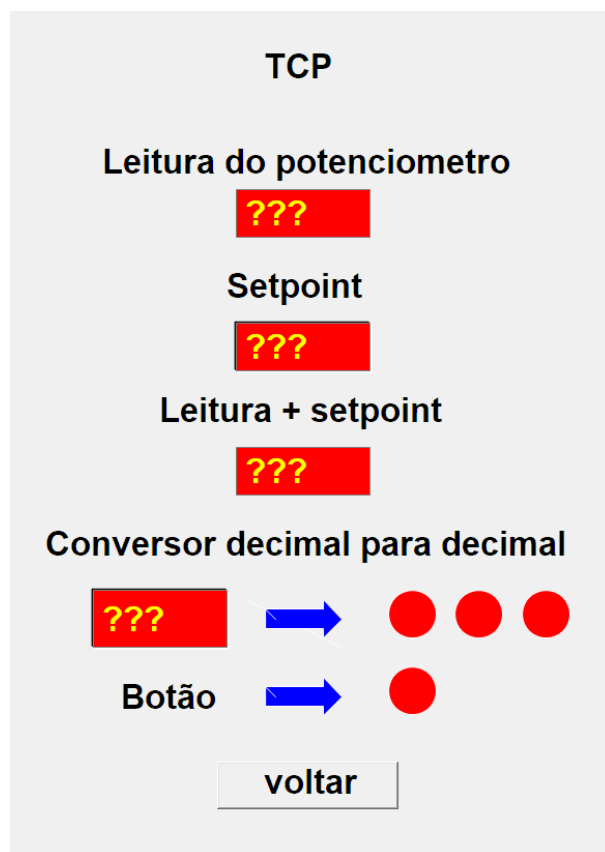 TCP
Leitura do potenciometro
???
Setpoint
???
Leitura + setpoint
???
Conversor decimal para decimal
???
Botão
voltar